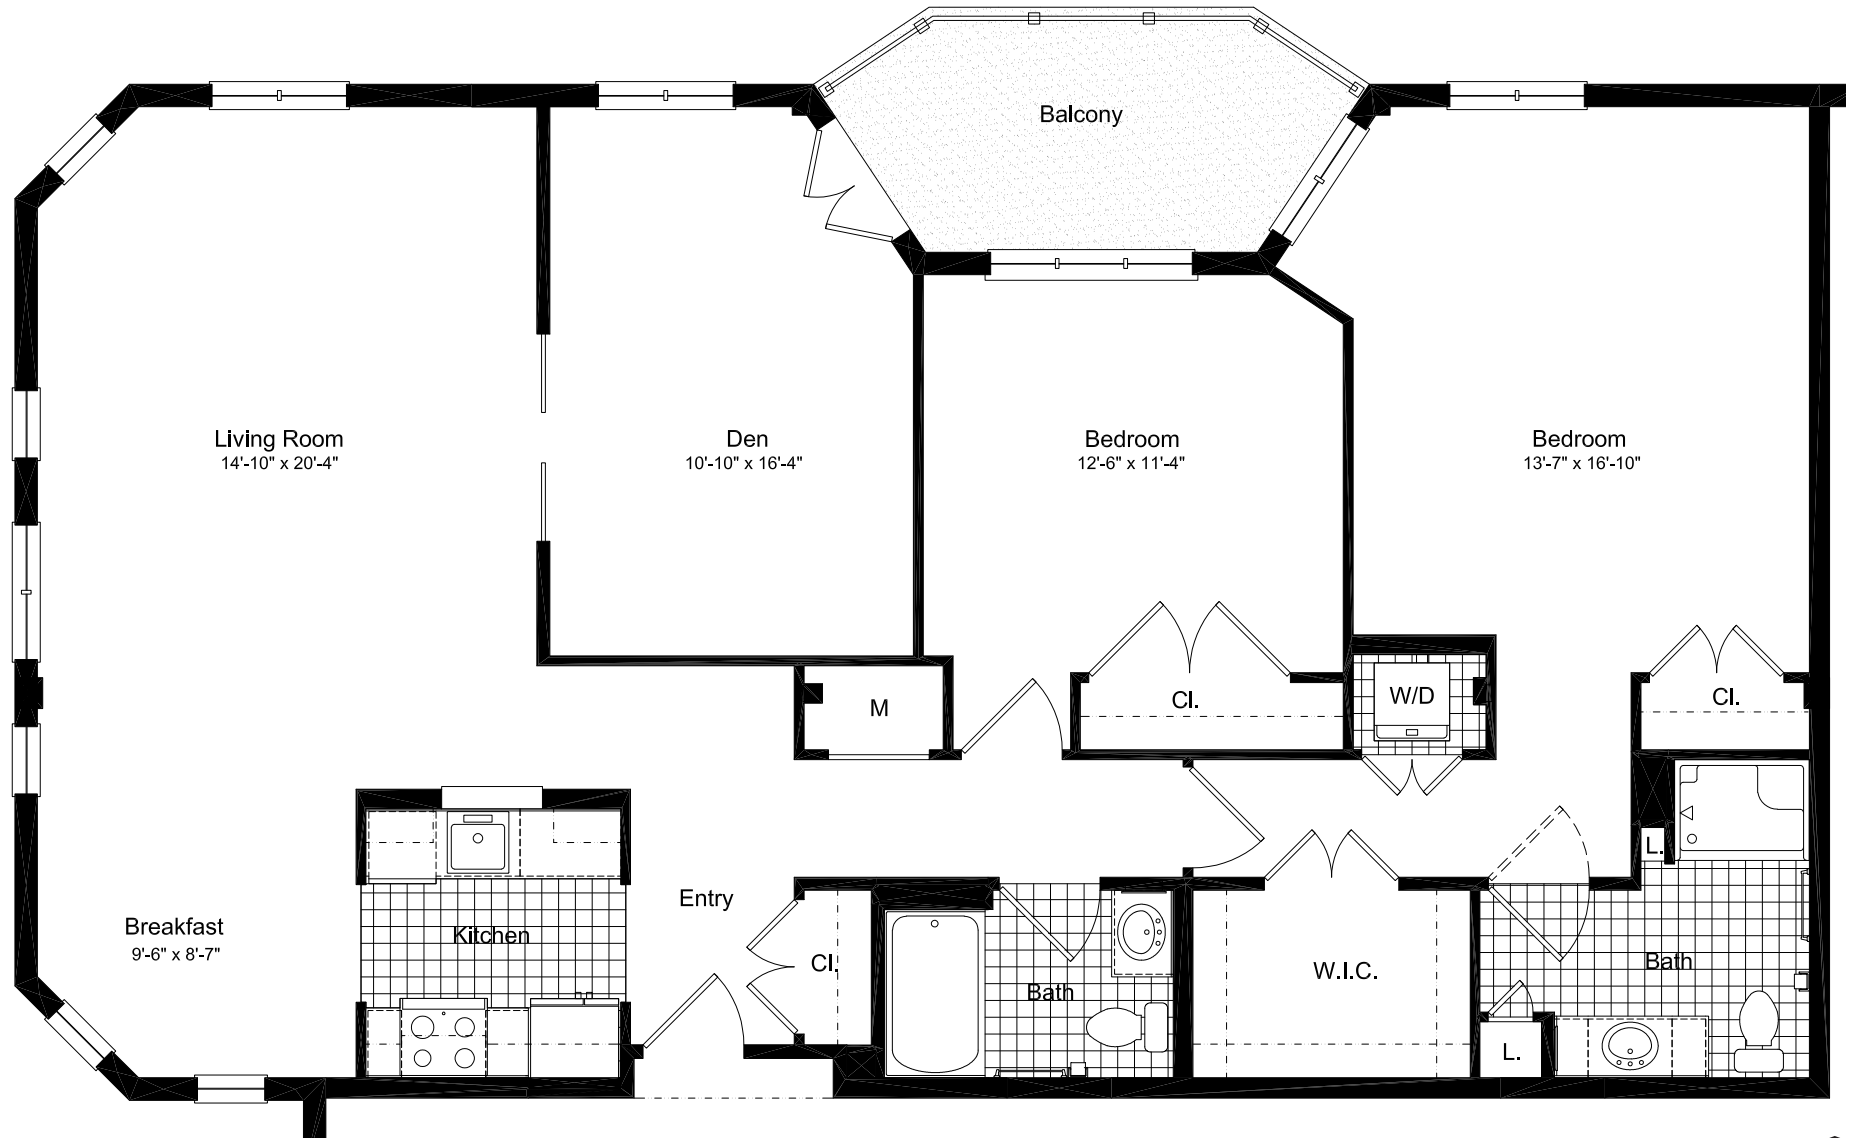 Balcony
Living Room
14'-10" x 20'-4"
Den
10'-10" x 16'-4"
Bedroom
12'-6" x 11'-4"
Bedroom
13'-7" x 16'-10"
M
Cl.
W/D
Cl.
L.
Entry
Breakfast
9'-6" x 8'-7"
Kitchen
Cl.
Bath
W.I.C.
Bath
L.